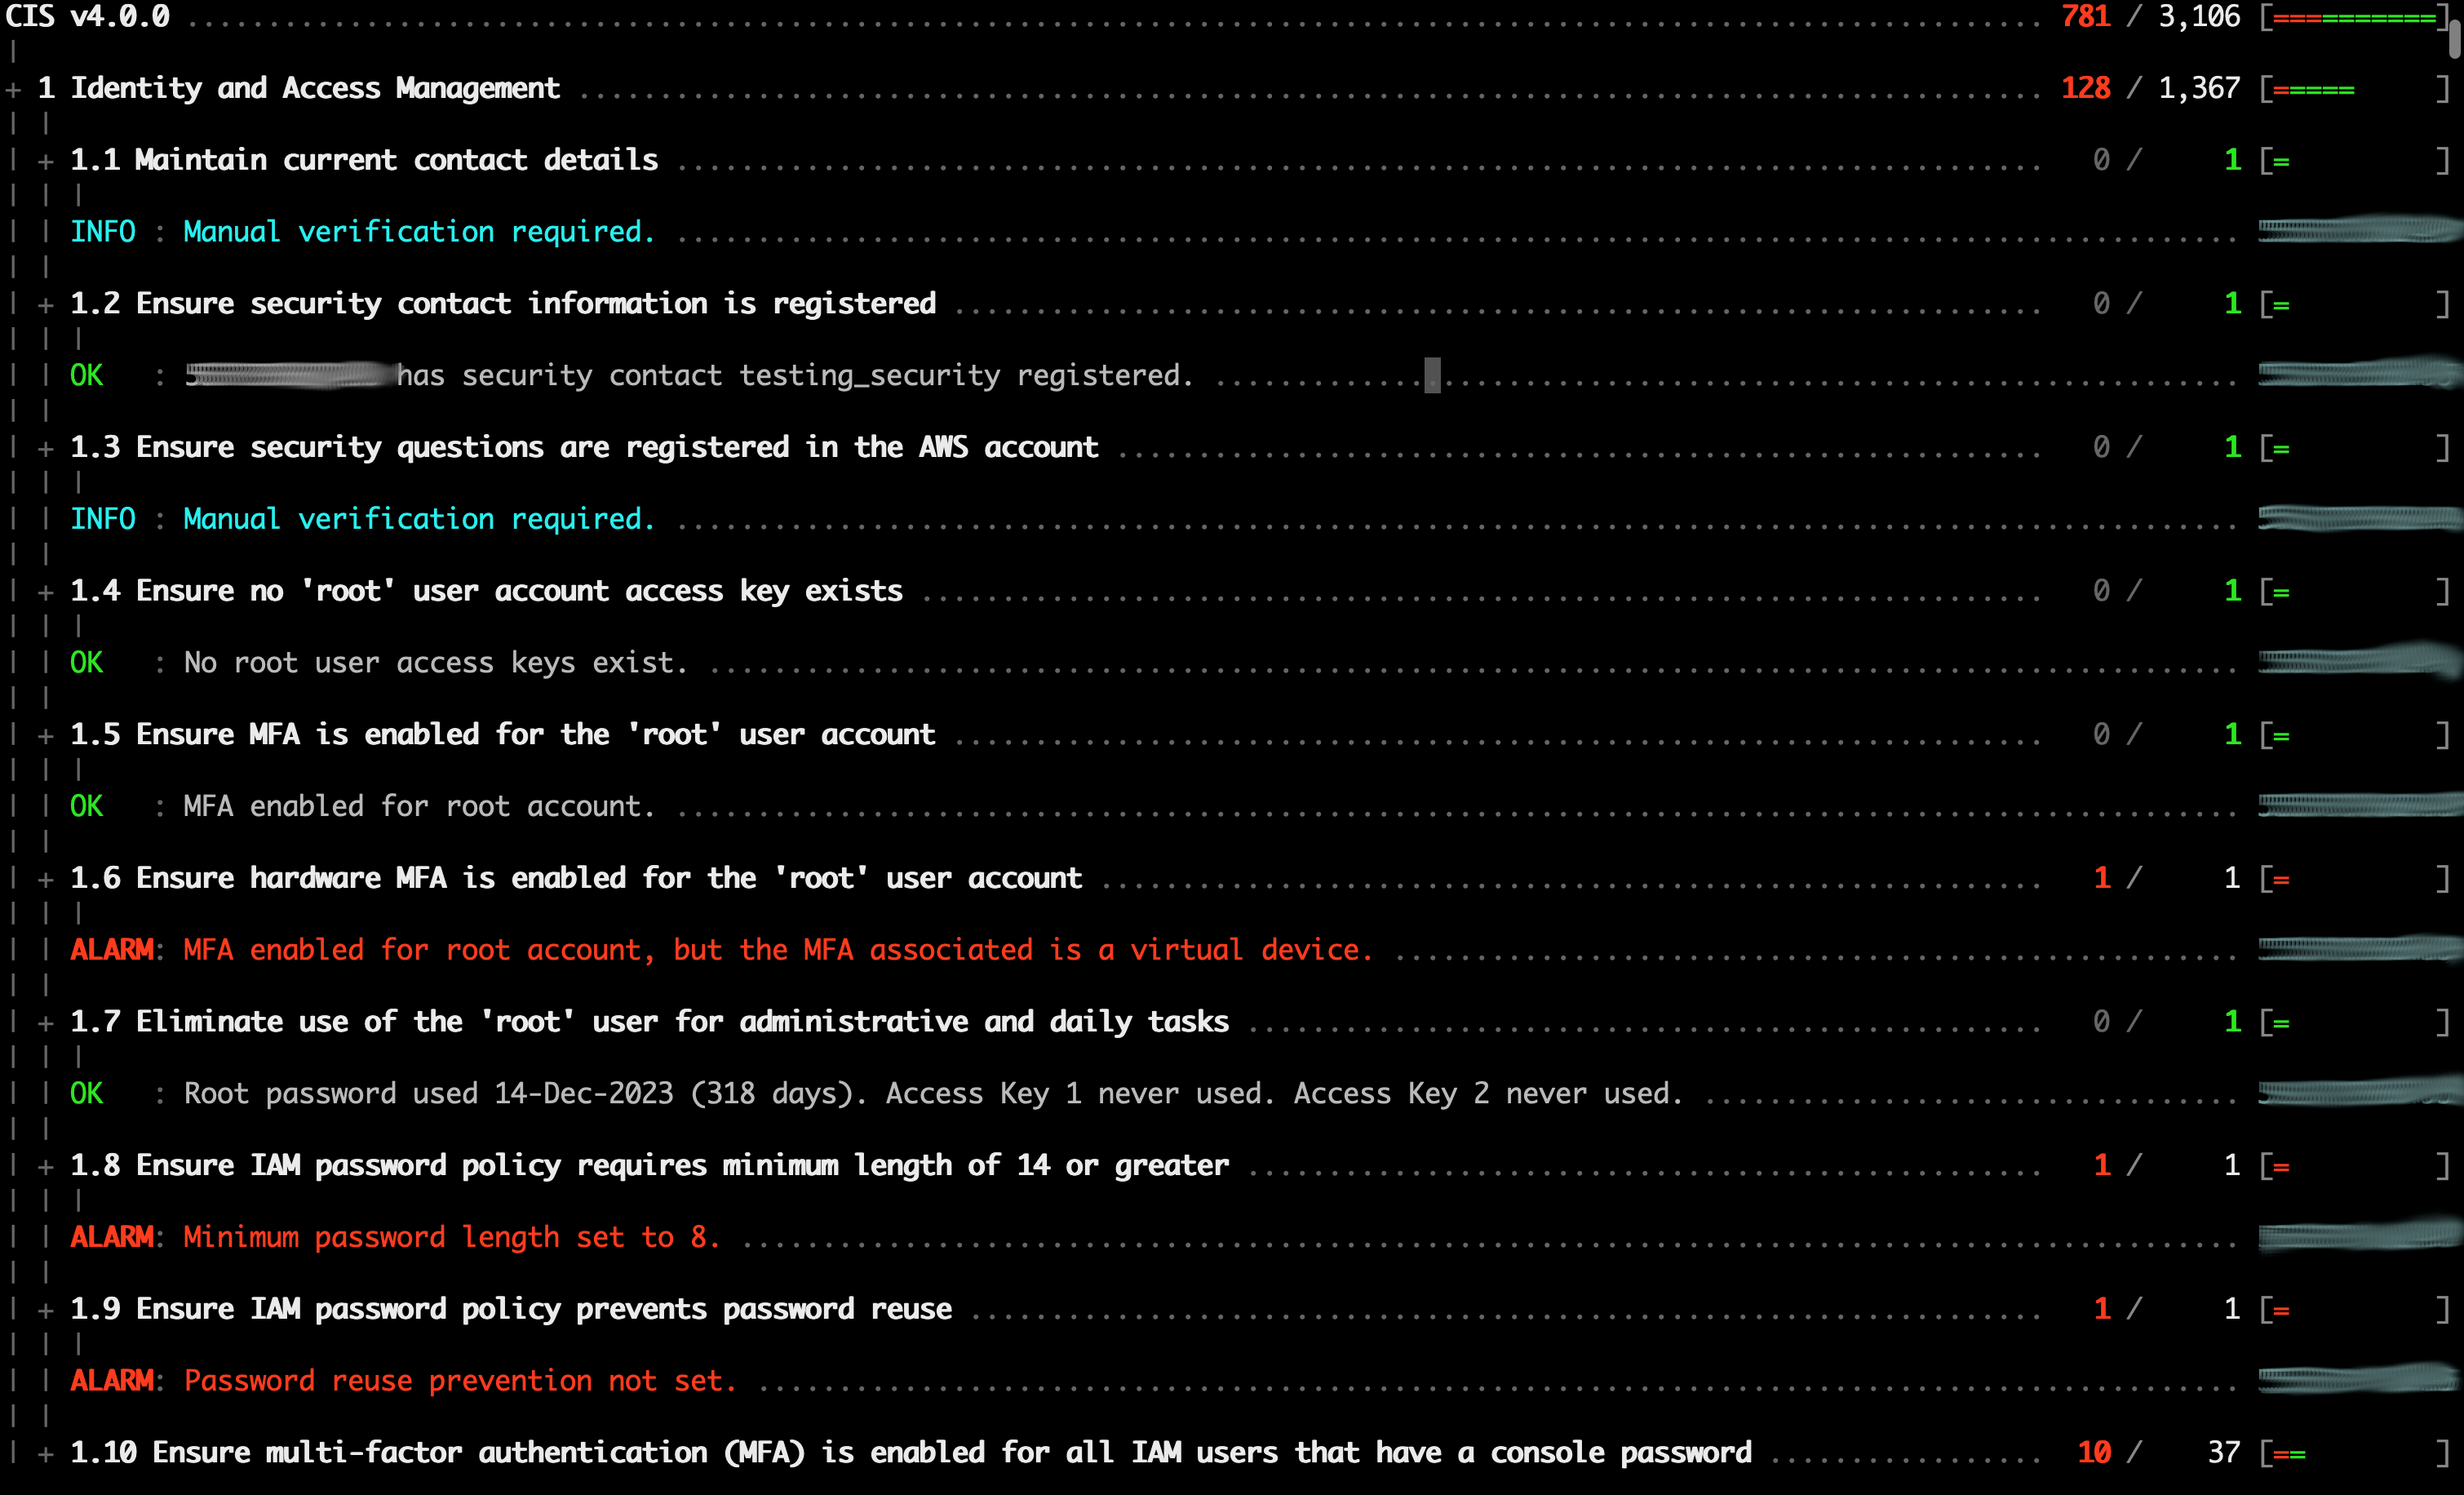 CIS v4.0.0 ........ 781 / 3,106 [==========]
+ 1 Identity and Access Management ........ 128 / 1,367 [===== ]
+ 1.1 Maintain current contact details ........ 0 / 1 [= ]
INFO : Manual verification required. ........
+ 1.2 Ensure security contact information is registered ........ 0 / 1 [= ]
OK : has security contact testing_security registered. ........
+ 1.3 Ensure security questions are registered in the AWS account ........ 0 / 1 [= ]
INFO : Manual verification required. ........
+ 1.4 Ensure no 'root' user account access key exists ........ 0 / 1 [= ]
OK : No root user access keys exist. ........
+ 1.5 Ensure MFA is enabled for the 'root' user account ........ 0 / 1 [= ]
OK : MFA enabled for root account. ........
+ 1.6 Ensure hardware MFA is enabled for the 'root' user account ........ 1 / 1 [= ]
ALARM: MFA enabled for root account, but the MFA associated is a virtual device. ........
+ 1.7 Eliminate use of the 'root' user for administrative and daily tasks ........ 0 / 1 [= ]
OK : Root password used 14-Dec-2023 (318 days). Access Key 1 never used. Access Key 2 never used. ........
+ 1.8 Ensure IAM password policy requires minimum length of 14 or greater ........ 1 / 1 [= ]
ALARM: Minimum password length set to 8. ........
+ 1.9 Ensure IAM password policy prevents password reuse ........ 1 / 1 [= ]
ALARM: Password reuse prevention not set. ........
+ 1.10 Ensure multi-factor authentication (MFA) is enabled for all IAM users that have a console password ........ 10 / 37 [== ]